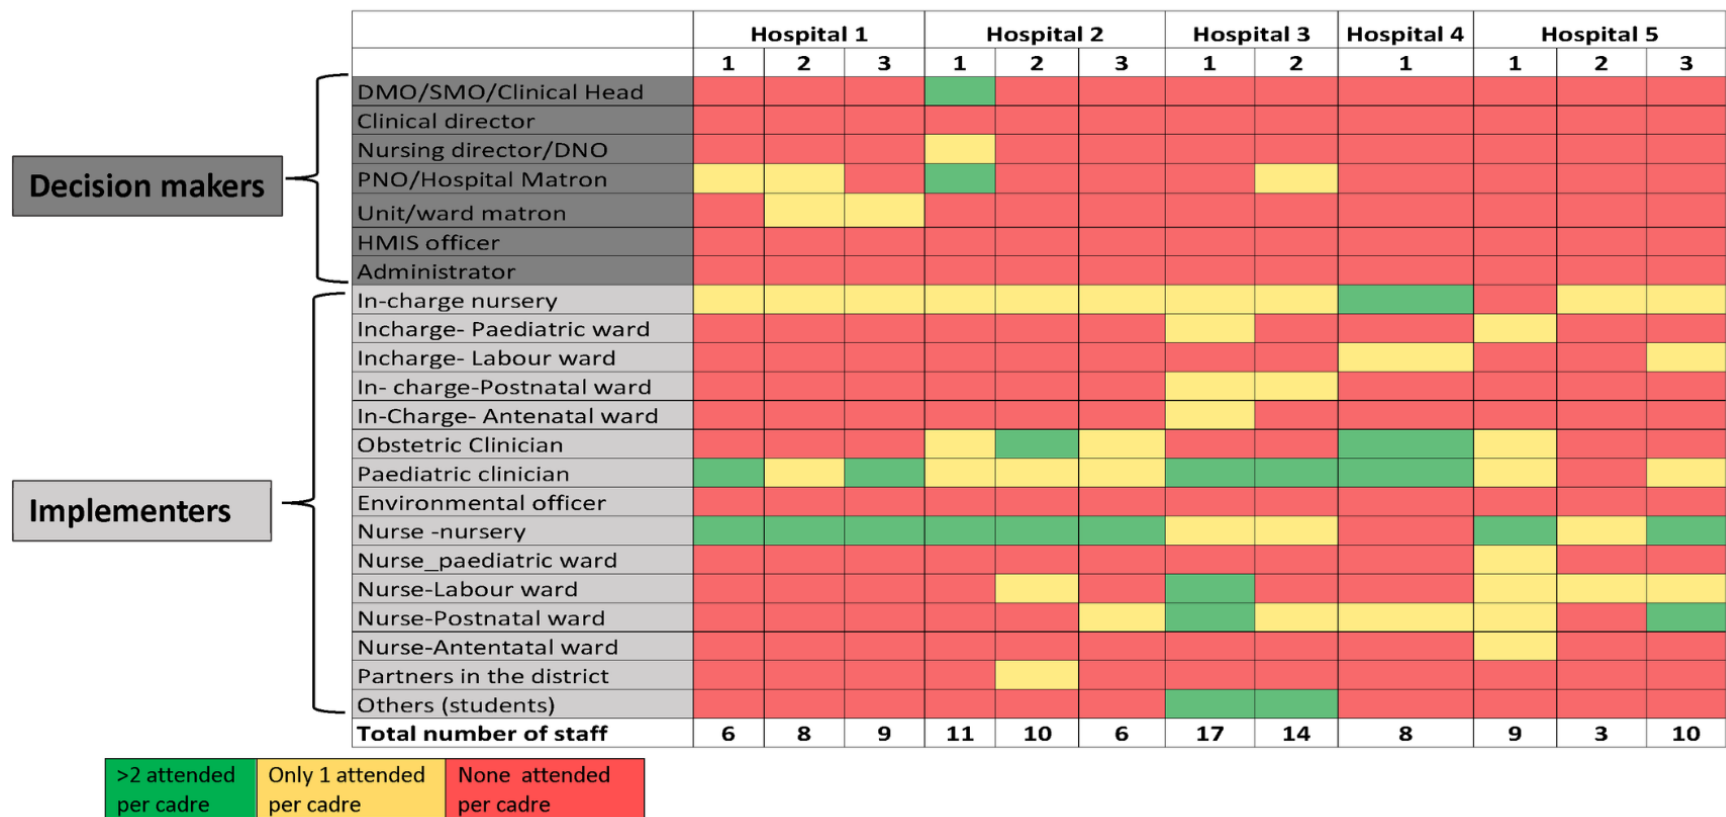 Hospital 1 Hospital 2 Hospital 3 Hospital 4 Hospital 5
1 2 3 1 2 3 1 2 1 1 2 3
Decision makers
DMO/SMO/Clinical Head
Clinical director
Nursing director/DNO
PNO/Hospital Matron
Unit/ward matron
HMIS officer
Administrator
Implementers
In-charge nursery
Incharge- Paediatric ward
Incharge- Labour ward
In- charge-Postnatal ward
In-Charge- Antenatal ward
Obstetric Clinician
Paediatric clinician
Environmental officer
Nurse -nursery
Nurse_paediatric ward
Nurse-Labour ward
Nurse-Postnatal ward
Nurse-Antentatal ward
Partners in the district
Others (students)
Total number of staff 6 8 9 11 10 6 17 14 8 9 3 10
>2 attended
per cadre
Only 1 attended
per cadre
None attended
per cadre